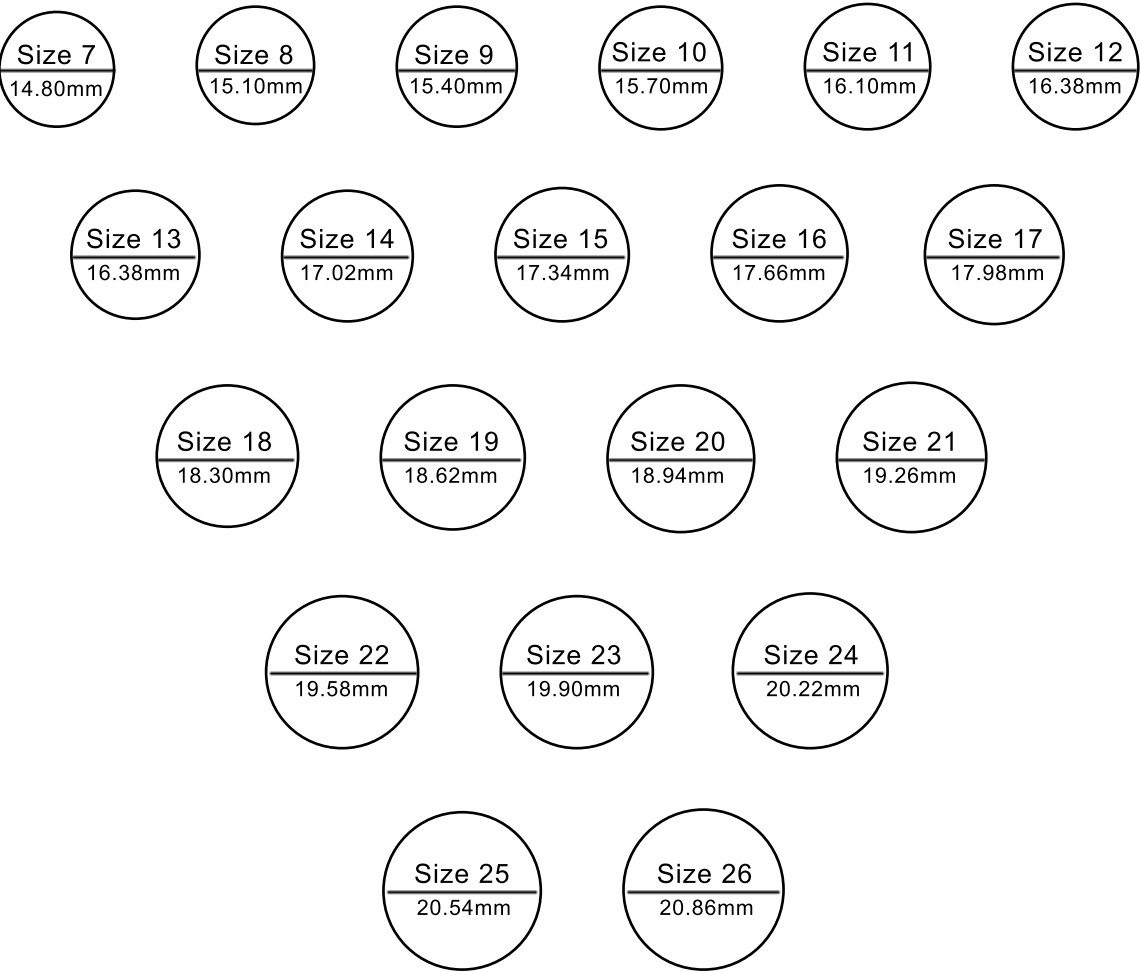 Size 7
14.80mm
Size 8
15.10mm
Size 9
15.40mm
Size 10
15.70mm
Size 11
16.10mm
Size 12
16.38mm
Size 13
16.38mm
Size 14
17.02mm
Size 15
17.34mm
Size 16
17.66mm
Size 17
17.98mm
Size 18
18.30mm
Size 19
18.62mm
Size 20
18.94mm
Size 21
19.26mm
Size 22
19.58mm
Size 23
19.90mm
Size 24
20.22mm
Size 25
20.54mm
Size 26
20.86mm